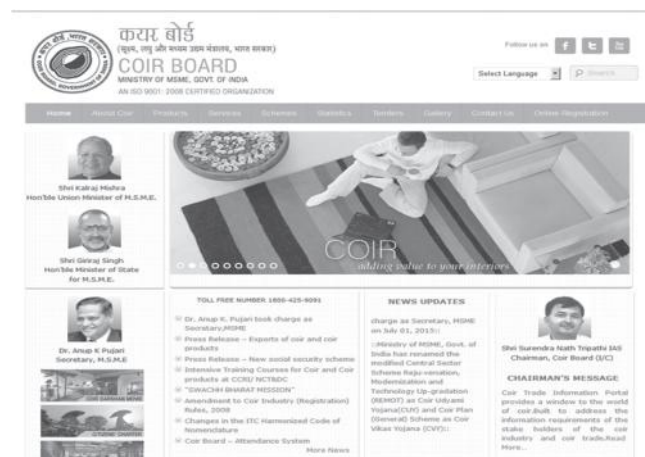 कयर बोर्ड
(सूक्ष्म, लघु और मध्यम उद्यम मंत्रालय, भारत सरकार)
COIR BOARD
MINISTRY OF MSME, GOVT. OF INDIA
AN ISO 9001: 2008 CERTIFIED ORGANIZATION
Follow us on
Select Language
Search
Home About Coir Products Services Schemes Statistics Tenders Gallery Contact Us Online Registration
Shri Kalraj Mishra
Hon'ble Union Minister of M.S.M.E.
Shri Giriraj Singh
Hon'ble Minister of State
for M.S.M.E.
COIR
adding value to your interiors
Dr. Anup K Pujari
Secretary, M.S.M.E
COIR GARSHAN MSME
CITIZENS' CHARTER
TOLL FREE NUMBER 1800-425-9091
Dr. Anup K. Pujari took charge as
Secretary,MSME
Press Release – Exports of coir and coir
products
Press Release – New social security scheme
Intensive Training Courses for Coir and Coir
products at CCRI/ NCT&DC
"SWACHH BHARAT MISSION"
Amendment to Coir Industry (Registration)
Rules, 2008
Changes in the ITC Harmonized Code of
Nomenclature
Coir Board – Attendance System
More News
NEWS UPDATES
charge as Secretary, MSME
on July 01, 2015::
::Ministry of MSME, Govt. of
India has renamed the
modified Central Sector
Scheme Reju-venation,
Modernization and
Technology Up-gradation
(REMOT) as Coir Udyami
Yojana(CUY) and Coir Plan
(General) Scheme as Coir
Vikas Yojana (CVY)::
Shri Surendra Nath Tripathi IAS
Chairman, Coir Board (I/C)
CHAIRMAN'S MESSAGE
Coir Trade Information Portal
provides a window to the world
of coir.built to address the
information requirements of the
stake holders of the coir
industry and coir trade.Read
More..